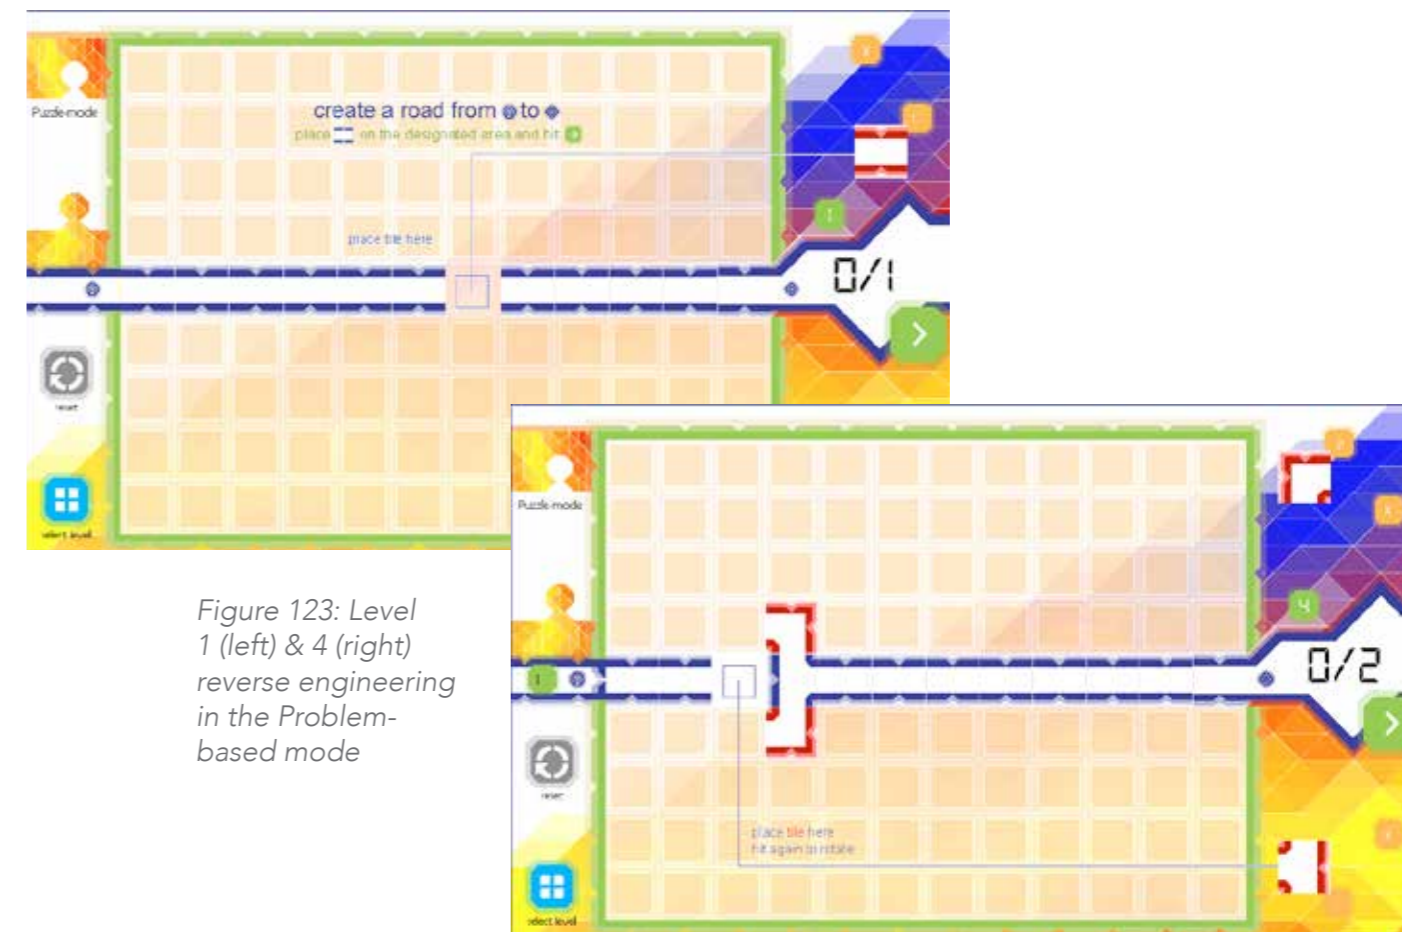 Puzzle-mode
create a road from to
place on the designated area and hit
place tile here
1
0/1
reset
select level
Figure 123: Level
1 (left) & 4 (right)
reverse engineering
in the Problem-
based mode
Puzzle-mode
4
0/2
place tile here
hit again to rotate
reset
select level